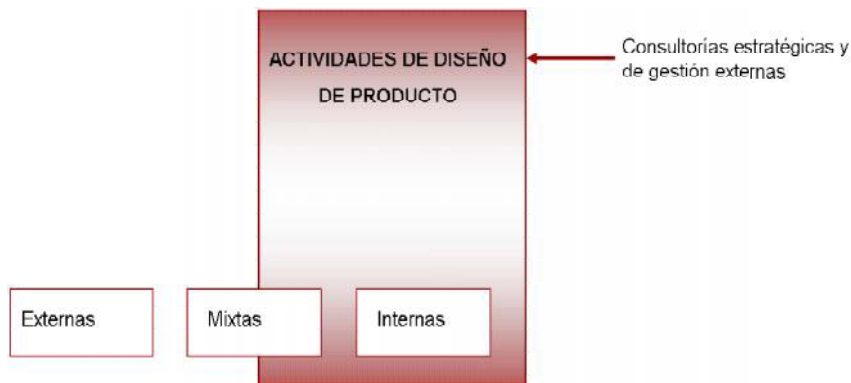 ACTIVIDADES DE DISEÑO
DE PRODUCTO
Consultorías estratégicas y
de gestión externas
Externas
Mixtas
Internas